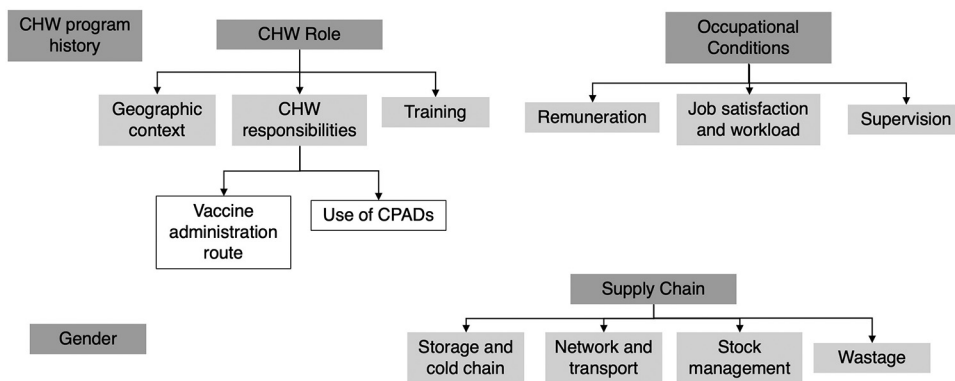 CHW program
history
CHW Role
Geographic
context
CHW
responsibilities
Training
Vaccine
administration
route
Use of CPADs
Occupational
Conditions
Remuneration
Job satisfaction
and workload
Supervision
Gender
Supply Chain
Storage and
cold chain
Network and
transport
Stock
management
Wastage